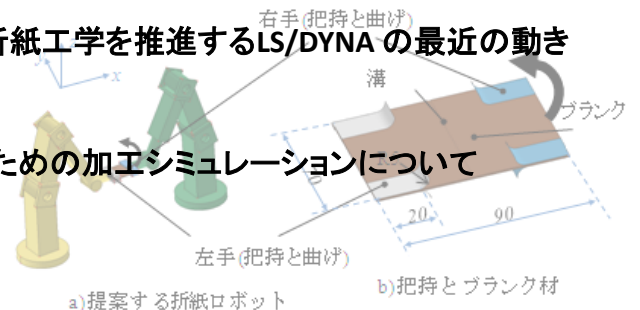 右手(把持と曲げ)
折紙工学を推進するLS/DYNA の最近の動き
x
溝
ブランク
ための加工シミュレーションについて
20
90
左手(把持と曲げ)
a)提案する折紙ロボット
b)把持とブランク材